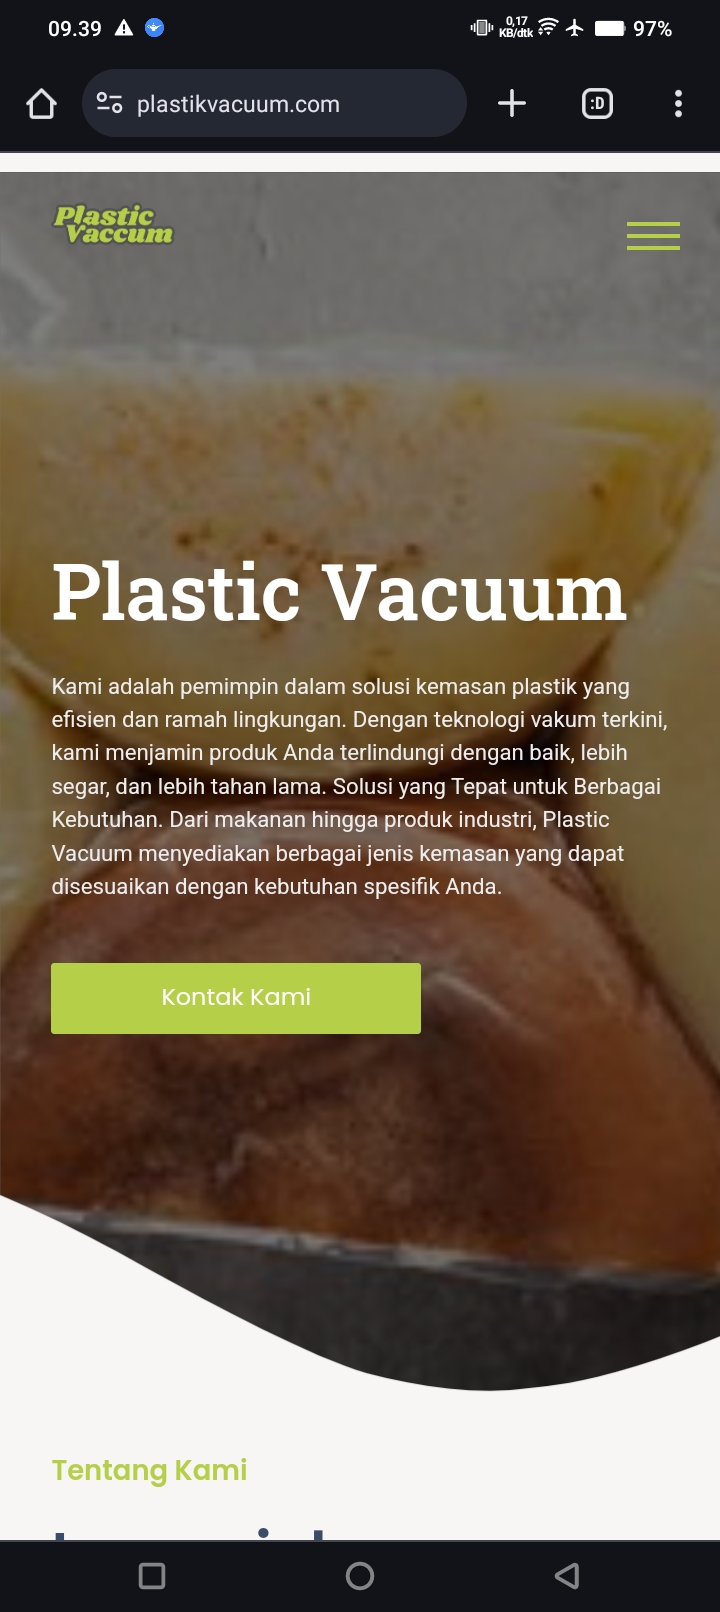 09.39
0,17
KB/dtk
97%
plastikvacuum.com
:D
Plastic
Vaccum
Plastic Vacuum
Kami adalah pemimpin dalam solusi kemasan plastik yang
efisien dan ramah lingkungan. Dengan teknologi vakum terkini,
kami menjamin produk Anda terlindungi dengan baik, lebih
segar, dan lebih tahan lama. Solusi yang Tepat untuk Berbagai
Kebutuhan. Dari makanan hingga produk industri, Plastic
Vacuum menyediakan berbagai jenis kemasan yang dapat
disesuaikan dengan kebutuhan spesifik Anda.
Kontak Kami
Tentang Kami